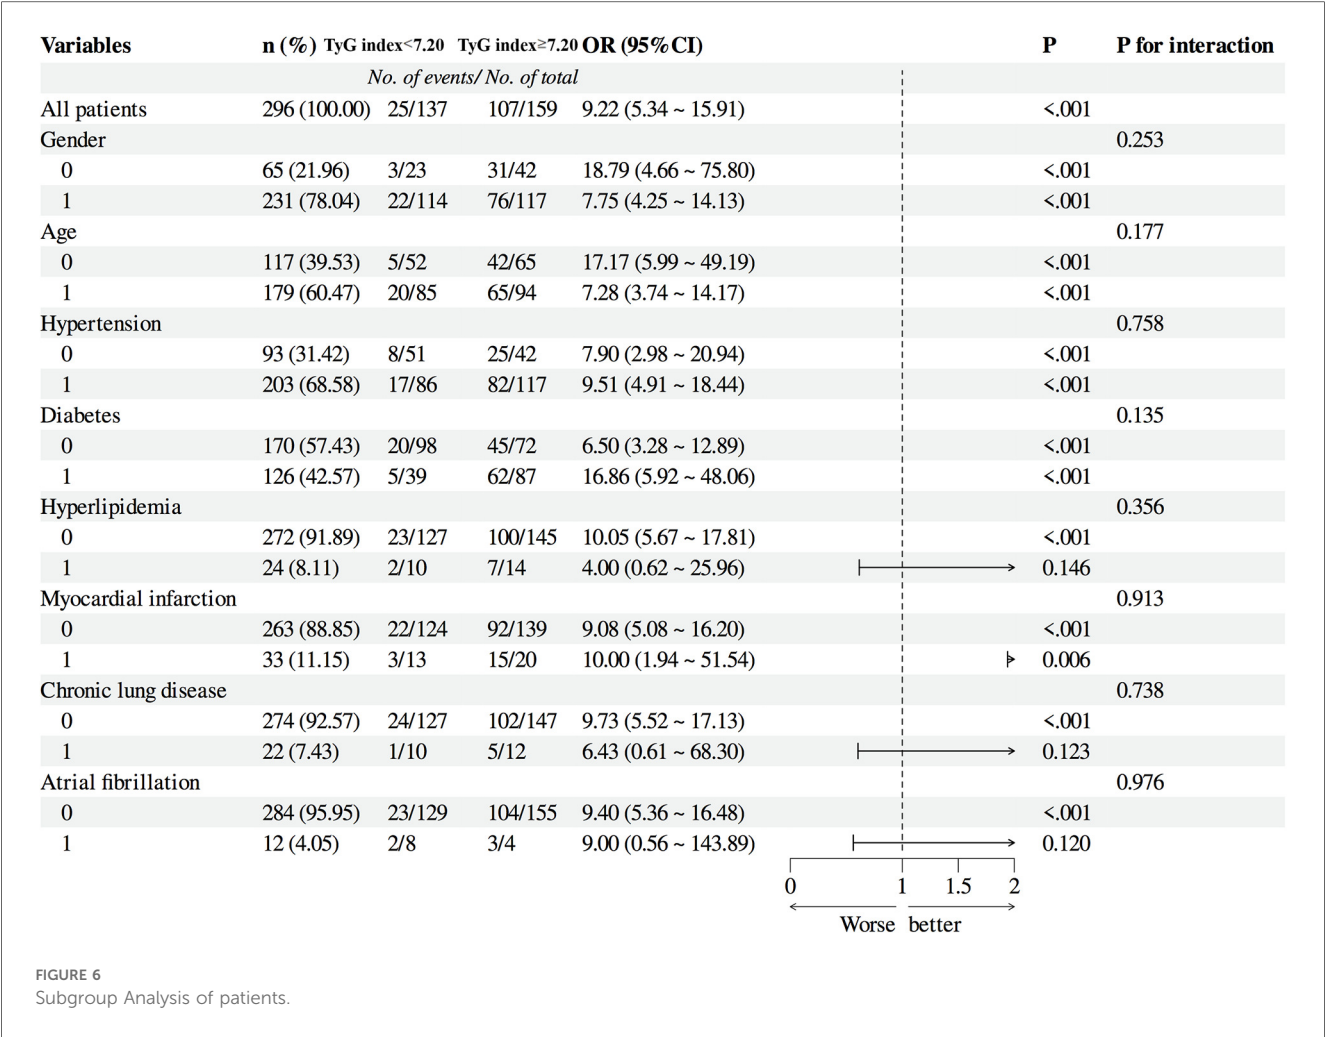 Variables n (%) TyG index<7.20 TyG index≥7.20 OR (95%CI) P P for interaction
No. of events/ No. of total
All patients 296 (100.00) 25/137 107/159 9.22 (5.34 ~ 15.91) <.001
Gender 0.253
0 65 (21.96) 3/23 31/42 18.79 (4.66 ~ 75.80) <.001
1 231 (78.04) 22/114 76/117 7.75 (4.25 ~ 14.13) <.001
Age 0.177
0 117 (39.53) 5/52 42/65 17.17 (5.99 ~ 49.19) <.001
1 179 (60.47) 20/85 65/94 7.28 (3.74 ~ 14.17) <.001
Hypertension 0.758
0 93 (31.42) 8/51 25/42 7.90 (2.98 ~ 20.94) <.001
1 203 (68.58) 17/86 82/117 9.51 (4.91 ~ 18.44) <.001
Diabetes 0.135
0 170 (57.43) 20/98 45/72 6.50 (3.28 ~ 12.89) <.001
1 126 (42.57) 5/39 62/87 16.86 (5.92 ~ 48.06) <.001
Hyperlipidemia 0.356
0 272 (91.89) 23/127 100/145 10.05 (5.67 ~ 17.81) <.001
1 24 (8.11) 2/10 7/14 4.00 (0.62 ~ 25.96) 0.146
Myocardial infarction 0.913
0 263 (88.85) 22/124 92/139 9.08 (5.08 ~ 16.20) <.001
1 33 (11.15) 3/13 15/20 10.00 (1.94 ~ 51.54) 0.006
Chronic lung disease 0.738
0 274 (92.57) 24/127 102/147 9.73 (5.52 ~ 17.13) <.001
1 22 (7.43) 1/10 5/12 6.43 (0.61 ~ 68.30) 0.123
Atrial fibrillation 0.976
0 284 (95.95) 23/129 104/155 9.40 (5.36 ~ 16.48) <.001
1 12 (4.05) 2/8 3/4 9.00 (0.56 ~ 143.89) 0.120
0 1 1.5 2
Worse better
FIGURE 6
Subgroup Analysis of patients.